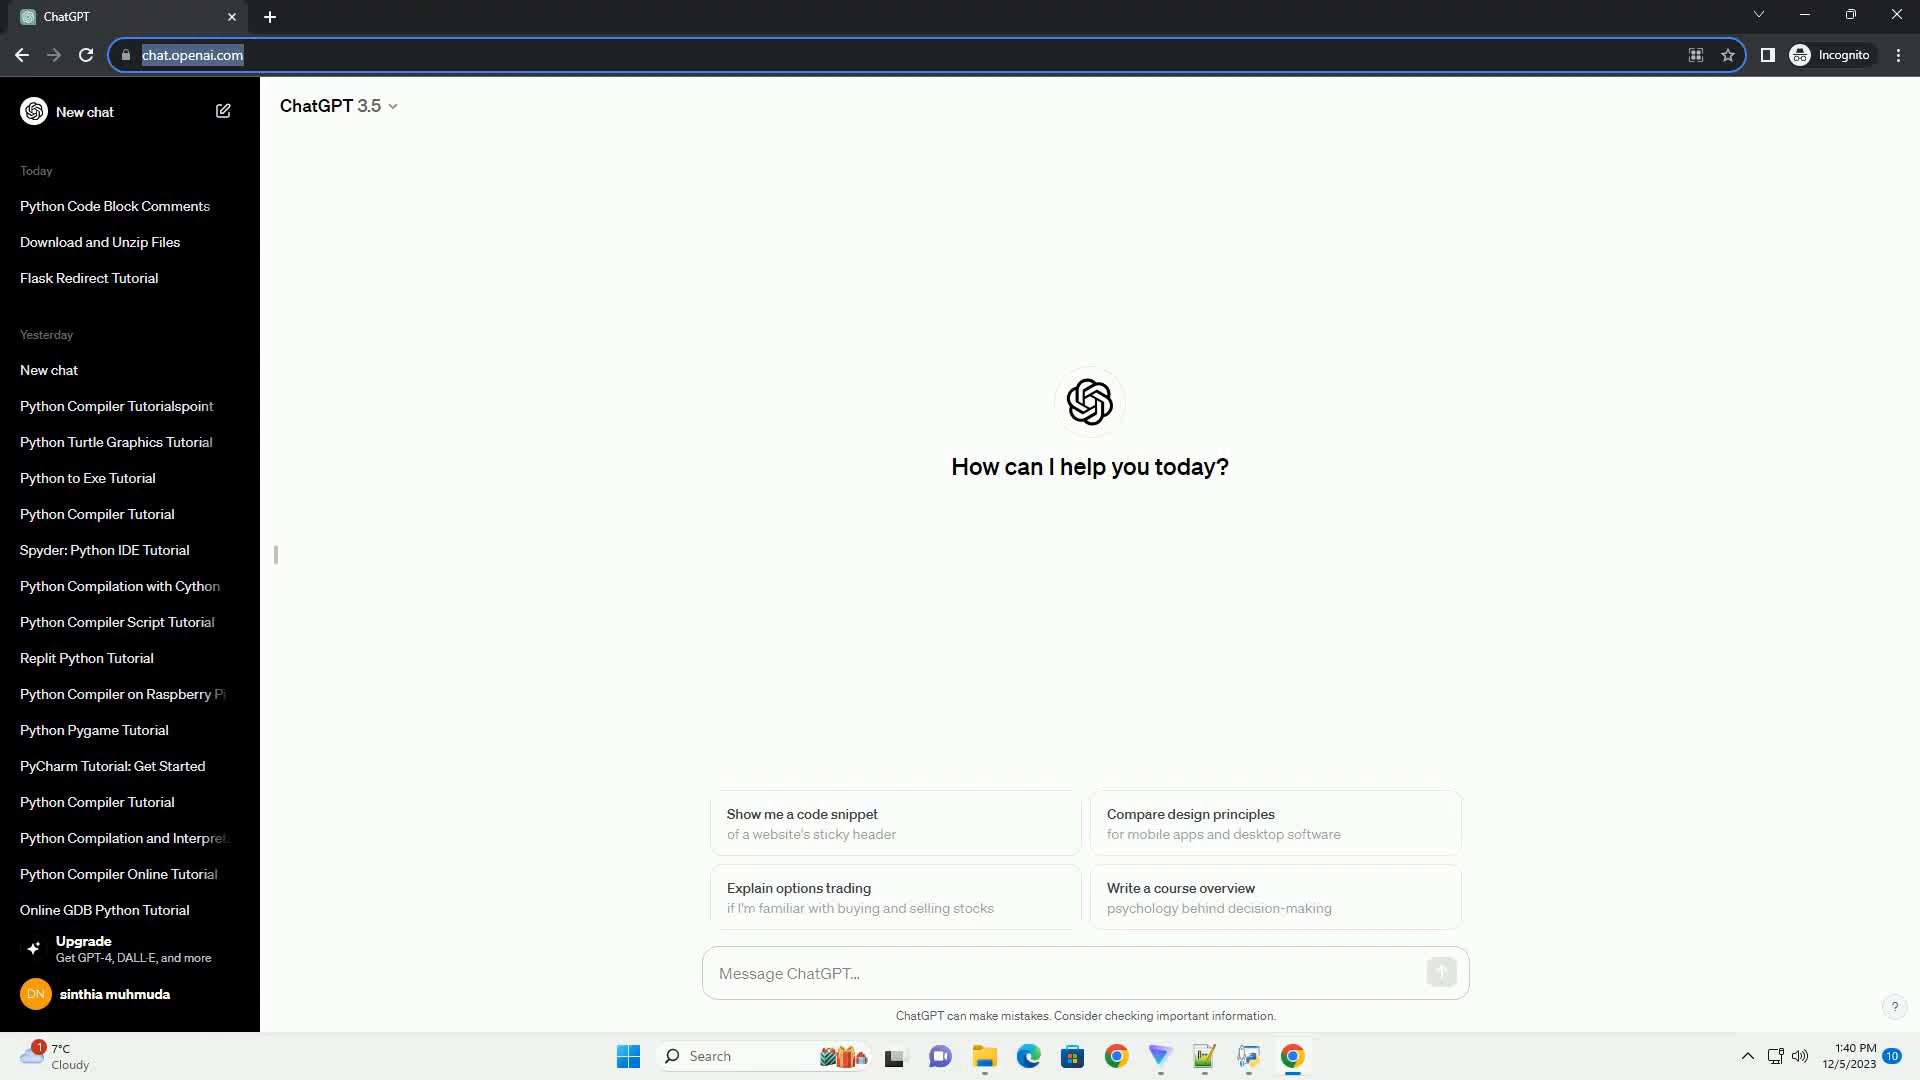 ChatGPT
chat.openai.com
Incognito
New chat
ChatGPT 3.5
Today
Python Code Block Comments
Download and Unzip Files
Flask Redirect Tutorial
Yesterday
New chat
Python Compiler Tutorialspoint
Python Turtle Graphics Tutorial
Python to Exe Tutorial
Python Compiler Tutorial
Spyder: Python IDE Tutorial
Python Compilation with Cython
Python Compiler Script Tutorial
Replit Python Tutorial
Python Compiler on Raspberry Pi
Python Pygame Tutorial
PyCharm Tutorial: Get Started
Python Compiler Tutorial
Python Compilation and Interpret
Python Compiler Online Tutorial
Online GDB Python Tutorial
Upgrade
Get GPT-4, DALL·E, and more
DN
sinthia muhmuda
How can I help you today?
Show me a code snippet
of a website's sticky header
Compare design principles
for mobile apps and desktop software
Explain options trading
if I'm familiar with buying and selling stocks
Write a course overview
psychology behind decision-making
Message ChatGPT...
ChatGPT can make mistakes. Consider checking important information.
?
1
7°C
Cloudy
Search
1:40 PM
12/5/2023
10